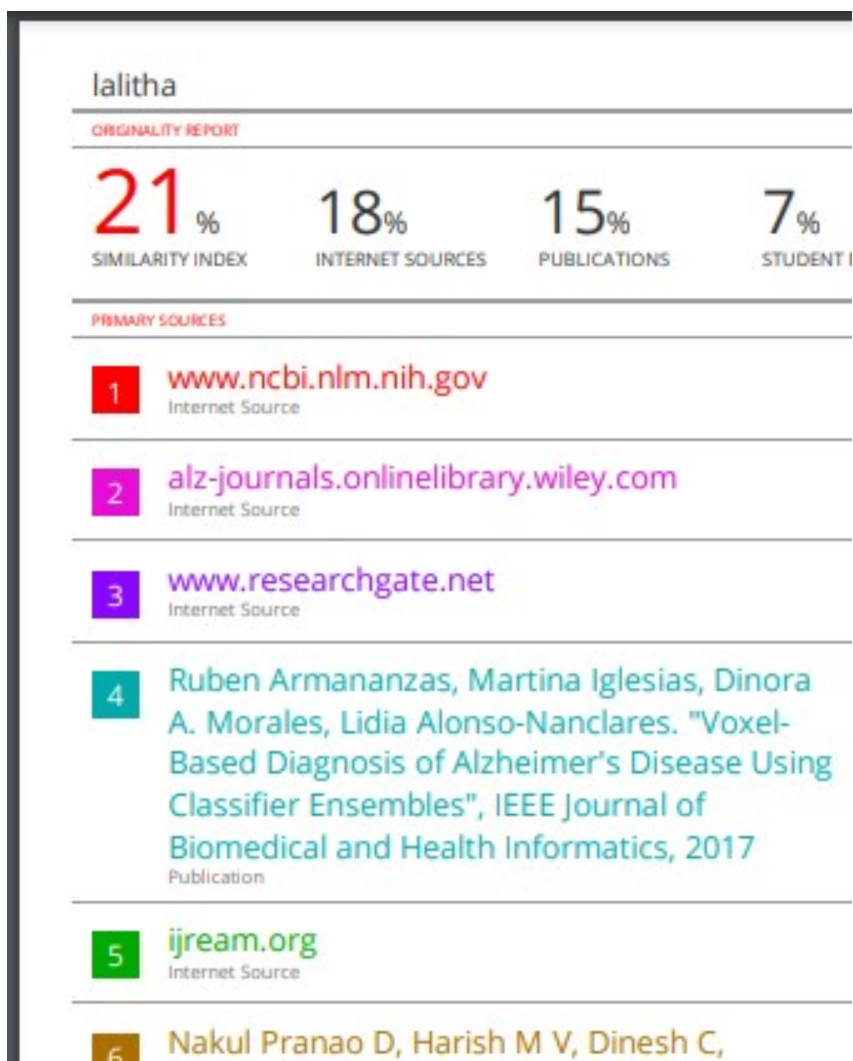 lalitha
ORIGINALITY REPORT
21% 18% 15% 7%
SIMILARITY INDEX INTERNET SOURCES PUBLICATIONS STUDENT
PRIMARY SOURCES
1 www.ncbi.nlm.nih.gov
Internet Source
2 alz-journals.onlinelibrary.wiley.com
Internet Source
3 www.researchgate.net
Internet Source
4 Ruben Armananzas, Martina Iglesias, Dinora
A. Morales, Lidia Alonso-Nanclares. "Voxel-
Based Diagnosis of Alzheimer's Disease Using
Classifier Ensembles", IEEE Journal of
Biomedical and Health Informatics, 2017
Publication
5 ijream.org
Internet Source
6 Nakul Pranao D, Harish M V, Dinesh C,